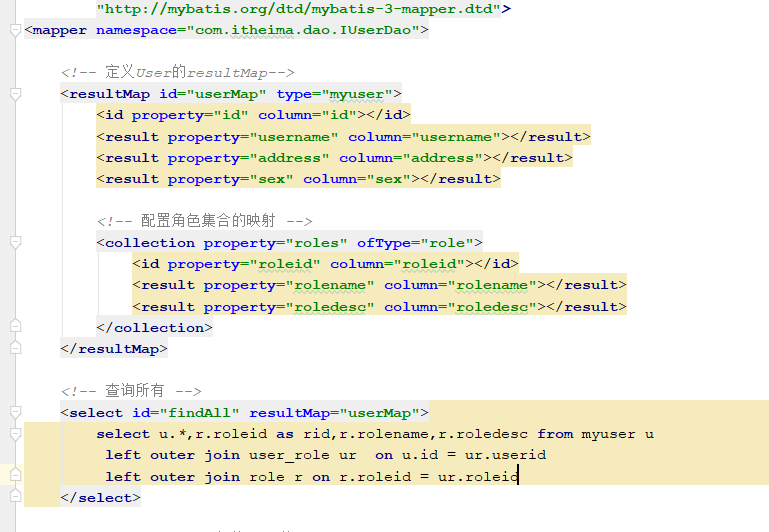 "http://mybatis.org/dtd/mybatis-3-mapper.dtd">
<mapper namespace="com.itheima.dao.IUserDao">
<!-- 定义User的resultMap-->
<resultMap id="userMap" type="myuser">
<id property="id" column="id"></id>
<result property="username" column="username"></result>
<result property="address" column="address"></result>
<result property="sex" column="sex"></result>
<!-- 配置角色集合的映射 -->
<collection property="roles" ofType="role">
<id property="roleid" column="roleid"></id>
<result property="rolename" column="rolename"></result>
<result property="roledesc" column="roledesc"></result>
</collection>
</resultMap>
<!-- 查询所有 -->
<select id="findAll" resultMap="userMap">
select u.*,r.roleid as rid,r.rolename,r.roledesc from myuser u
left outer join user_role ur  on u.id = ur.userid
left outer join role r on r.roleid = ur.roleid
</select>